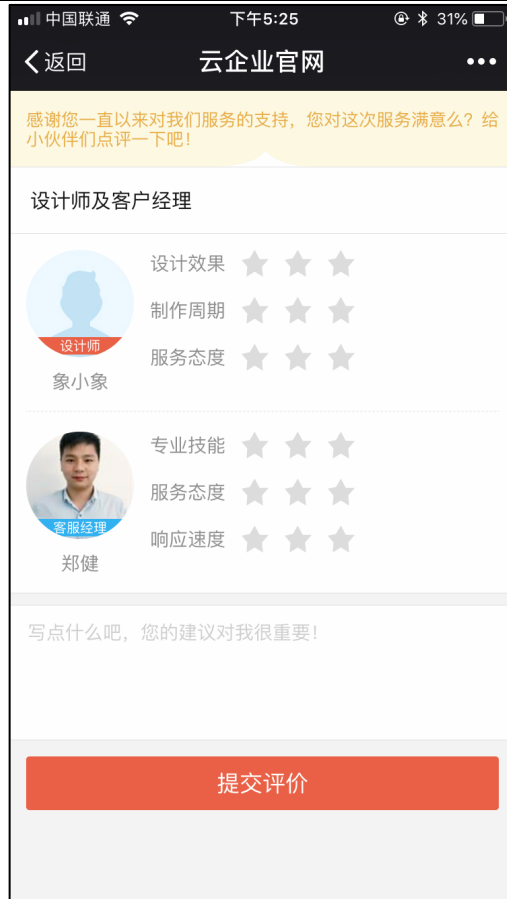 中国联通 下午5:25 31%
返回 云企业官网
感谢您一直以来对我们服务的支持，您对这次服务满意么？给
小伙伴们点评一下吧！
设计师及客户经理
设计效果
制作周期
设计师
服务态度
象小象
专业技能
服务态度
客服经理
响应速度
郑健
写点什么吧，您的建议对我很重要！
提交评价